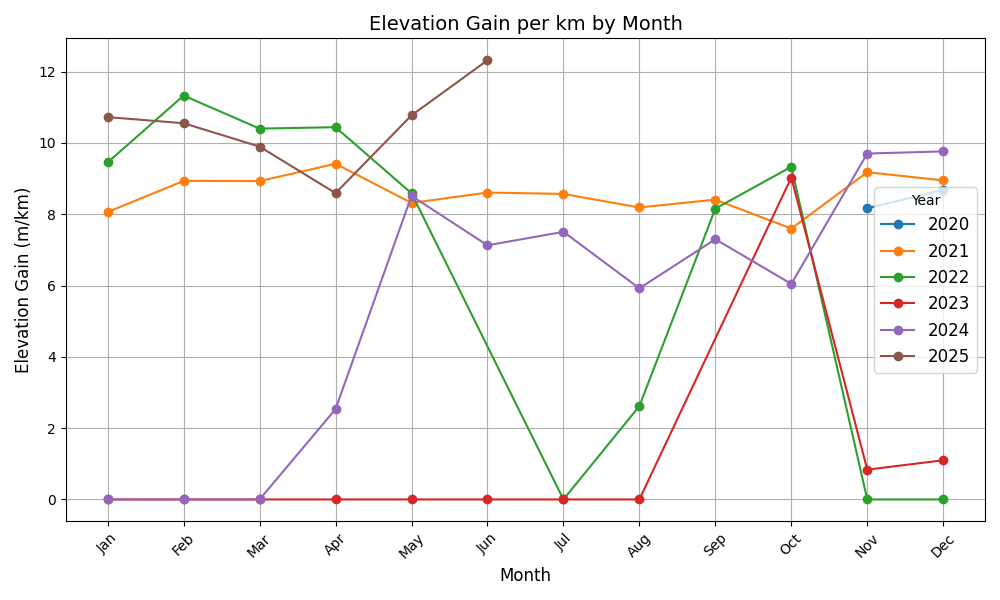 Elevation Gain per km by Month
Elevation Gain (m/km)
12
10
8
6
4
2
0
Jan
Feb
Mar
Apr
May
Jun
Jul
Aug
Sep
Oct
Nov
Dec
Month
Year
2020
2021
2022
2023
2024
2025